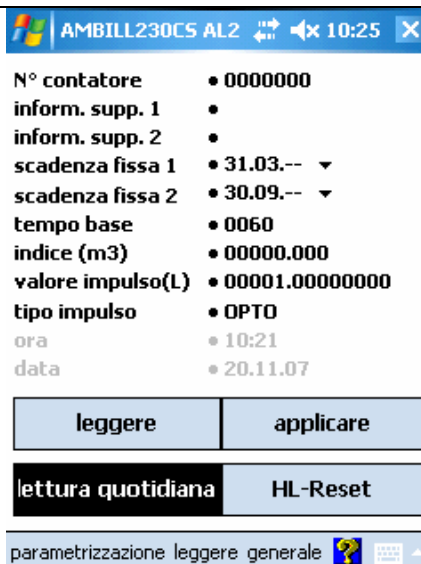 AMBILL230CS AL2 10:25
N° contatore • 0000000
inform. supp. 1 •
inform. supp. 2 •
scadenza fissa 1 • 31.03.--
scadenza fissa 2 • 30.09.--
tempo base • 0060
indice (m3) • 00000.000
valore impulso(L) • 00001.00000000
tipo impulso • OPTO
ora • 10:21
data • 20.11.07
leggere applicare
lettura quotidiana HL-Reset
parametrizzazione leggere generale ?